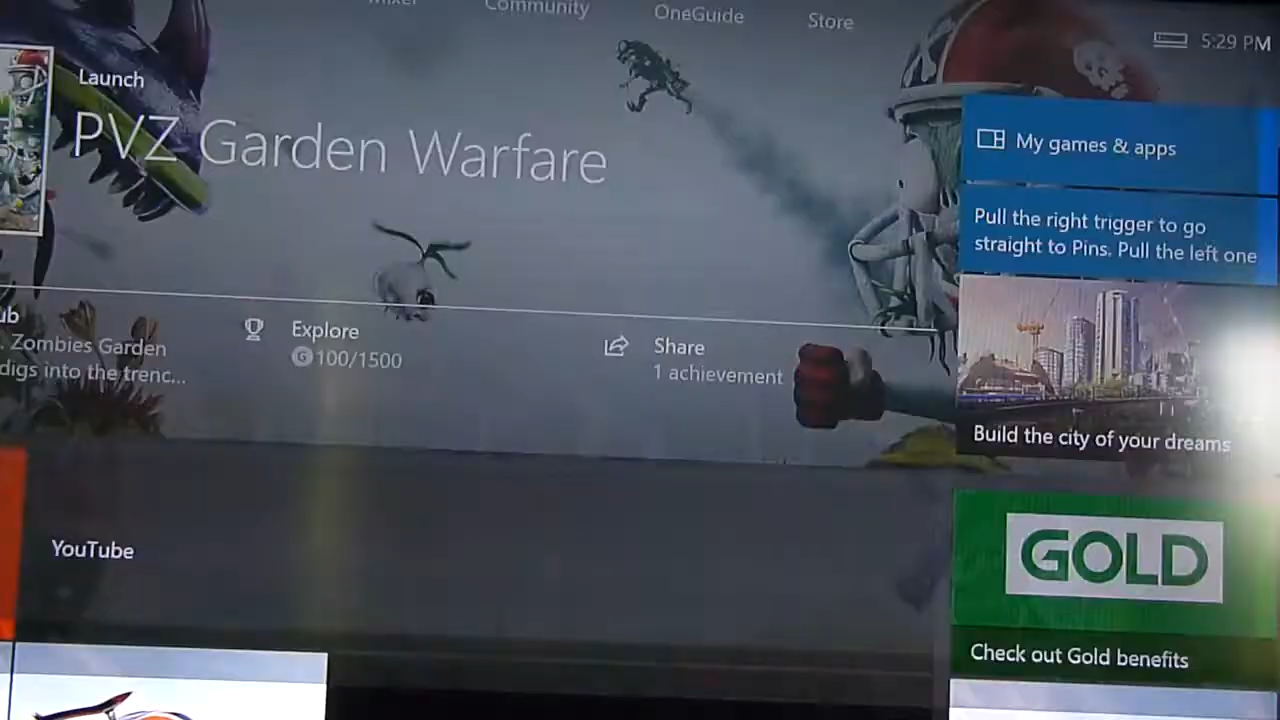 Mixer
Community
OneGuide
Store
5:29 PM
Launch
PVZ Garden Warfare
My games & apps
Pull the right trigger to go
straight to Pins. Pull the left one
ub
. Zombies Garden
digs into the trenc...
Explore
G 100/1500
Share
1 achievement
Build the city of your dreams
YouTube
GOLD
Check out Gold benefits